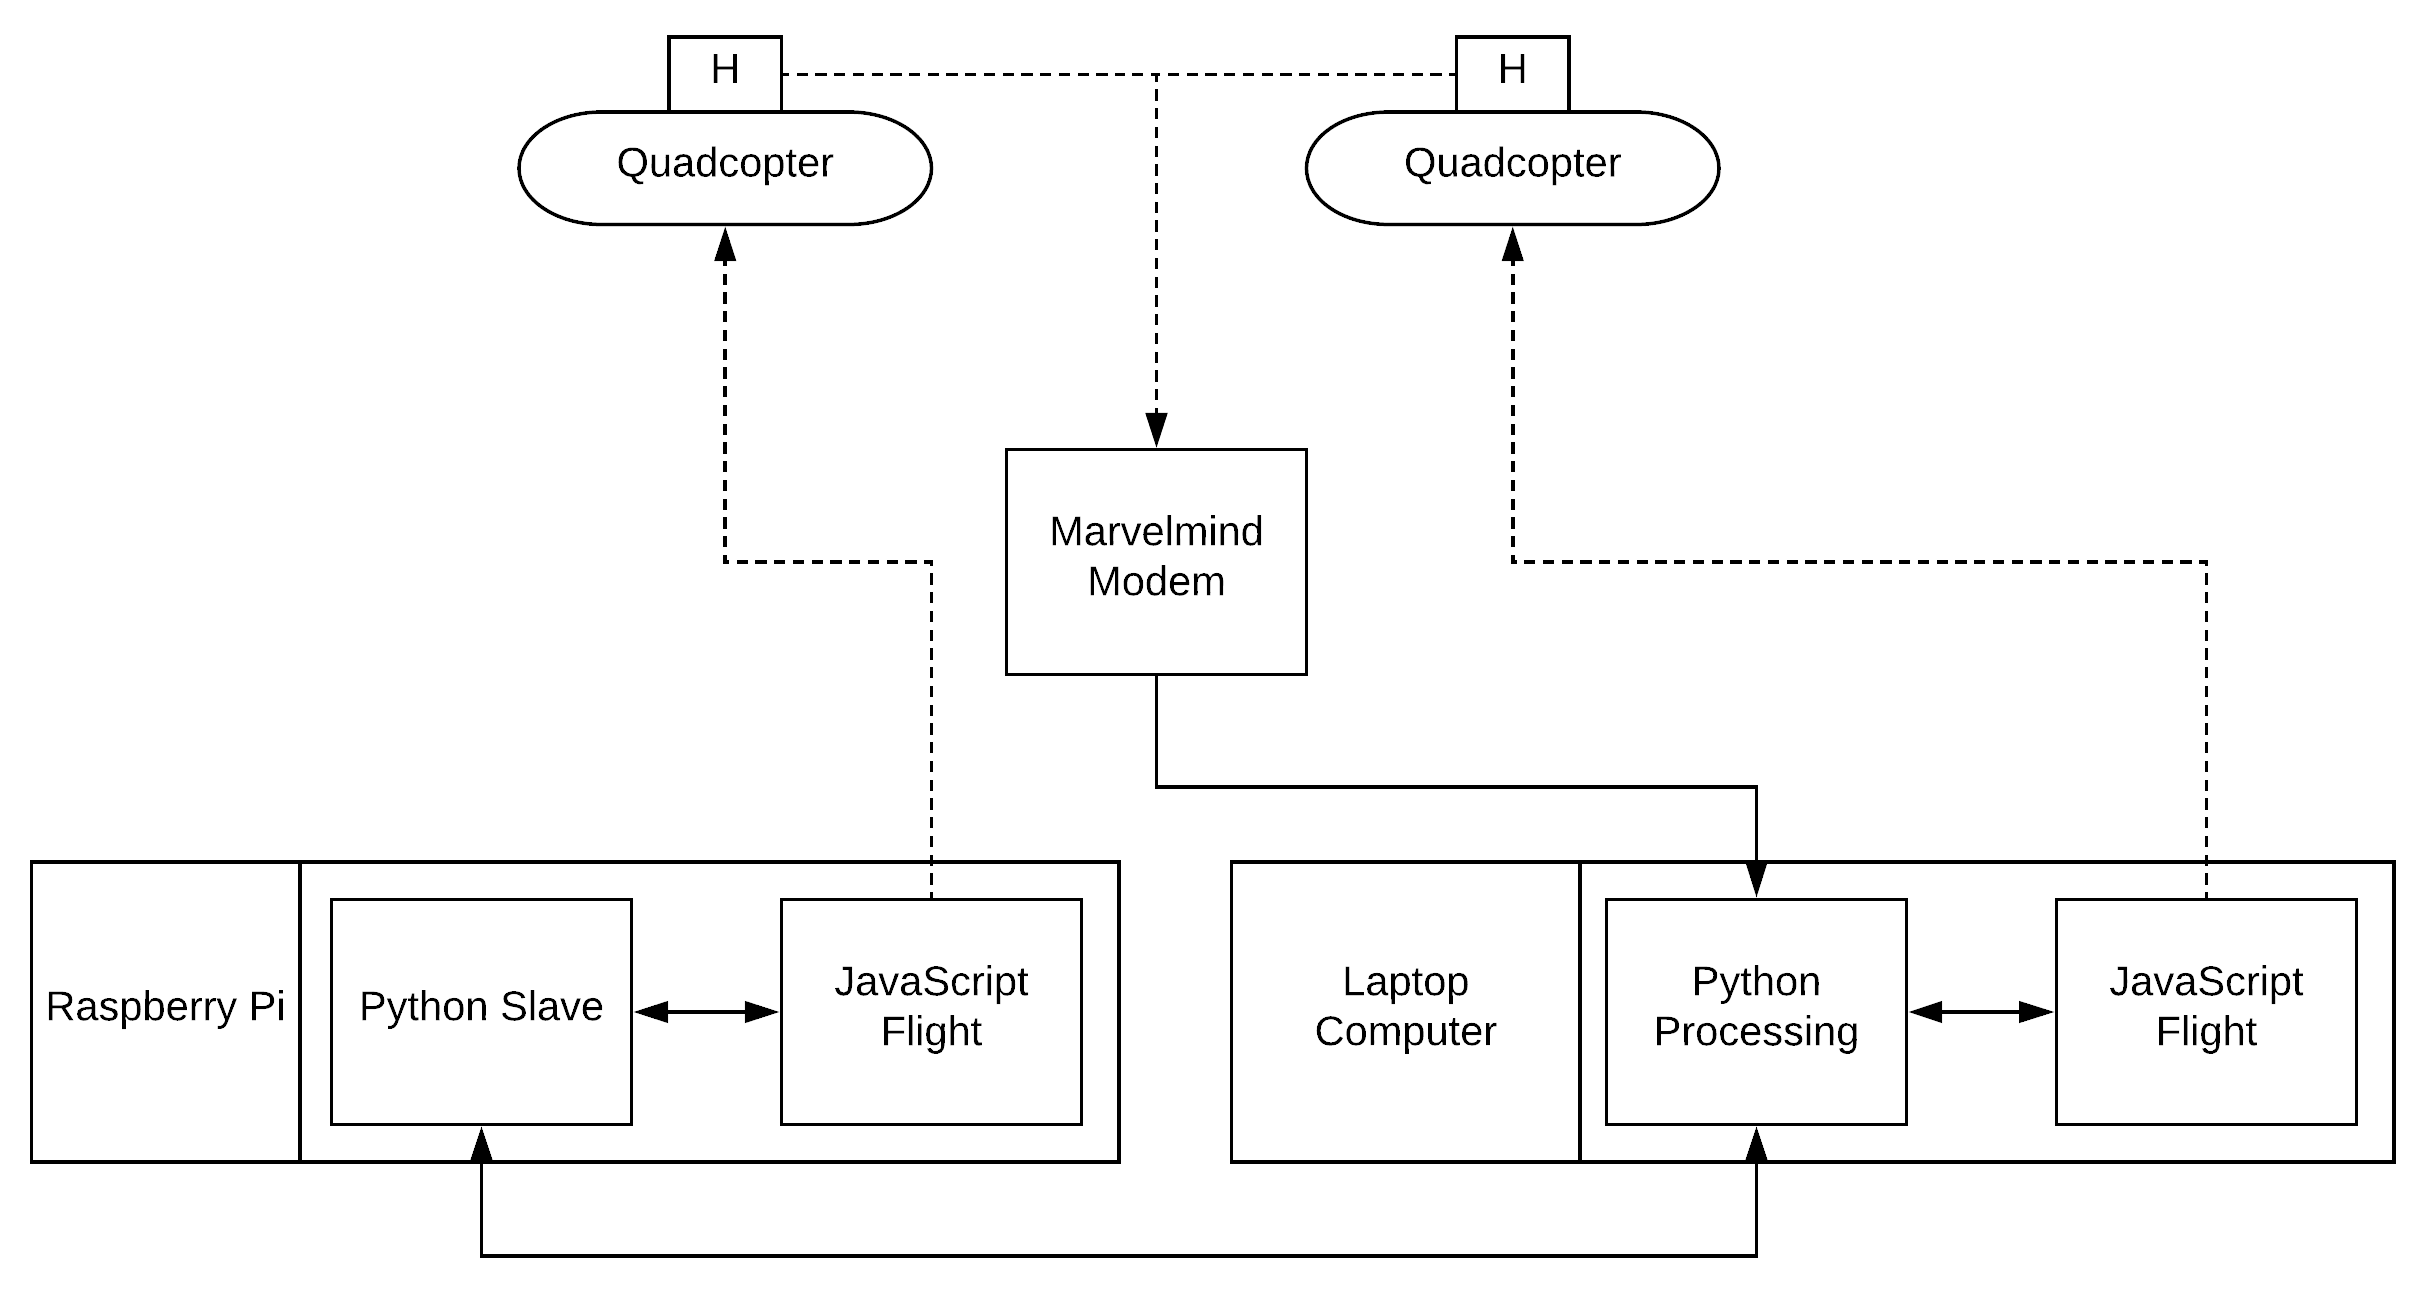 H
H
Quadcopter
Quadcopter
Marvelmind
Modem
Raspberry Pi
Python Slave
JavaScript
Flight
Laptop
Computer
Python
Processing
JavaScript
Flight